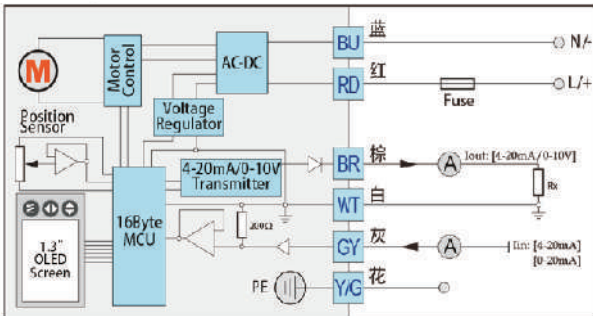 M
Motor
Control
AC-DC
Voltage
Regulator
Position
Sensor
4-20mA/0-10V
Transmitter
16Byte
MCU
1.3"
OLED
Screen
200Ω
PE
BU 蓝 N/-
RD 红 L/+
Fuse
BR 棕 A Iout: [4-20mA/0-10V]
Rx
WT 白
GY 灰 A Iin: [4-20mA]
[0-20mA]
Y/G 花